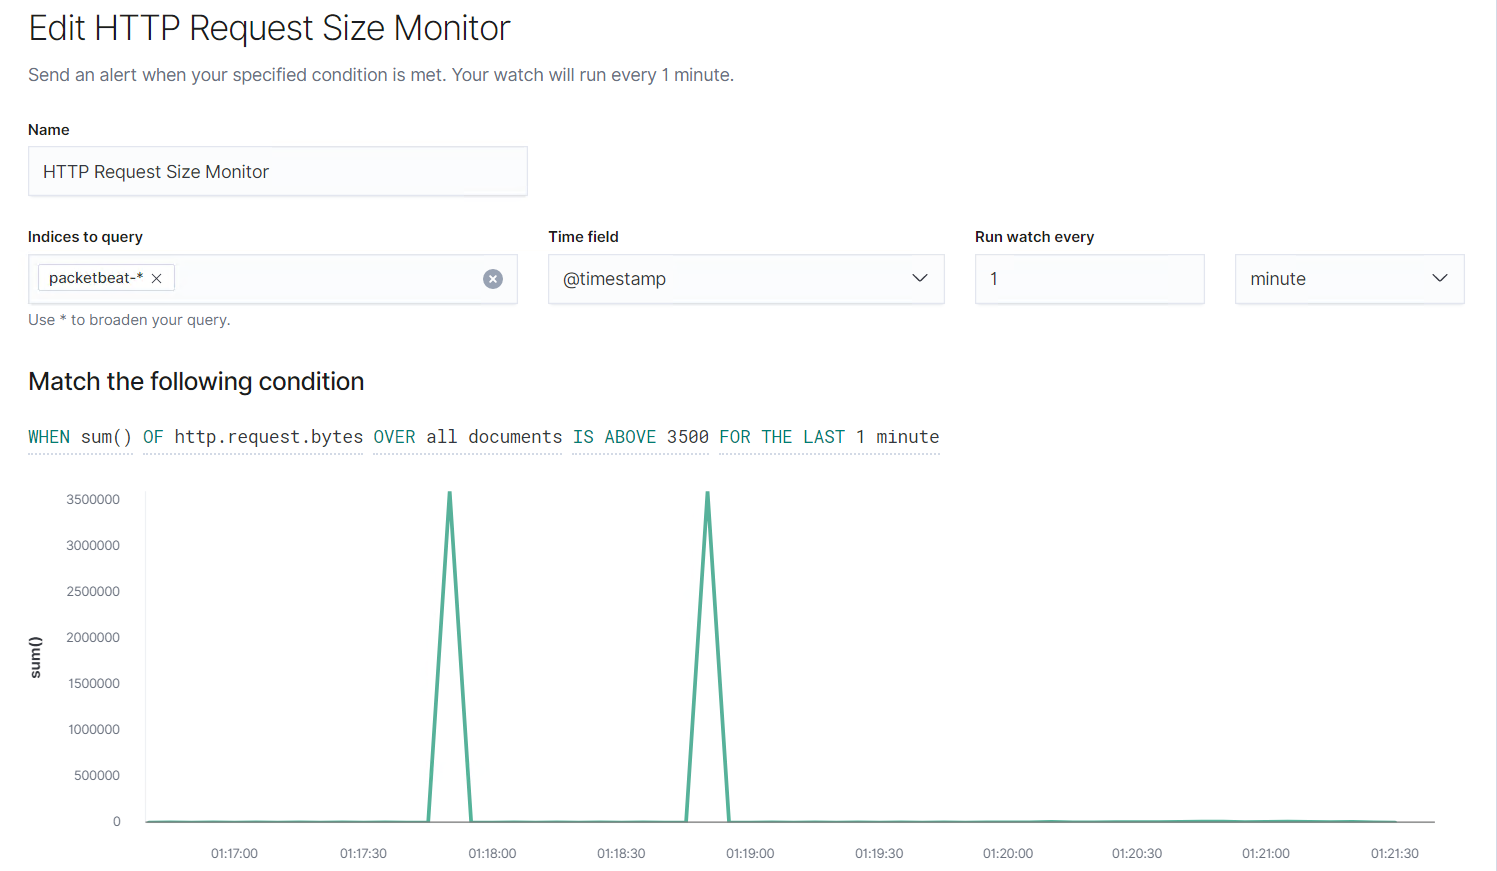 Edit HTTP Request Size Monitor
Send an alert when your specified condition is met. Your watch will run every 1 minute.
Name
HTTP Request Size Monitor
Indices to query Time field Run watch every
packetbeat-* @timestamp 1 minute
Use * to broaden your query.
Match the following condition
WHEN sum() OF http.request.bytes OVER all documents IS ABOVE 3500 FOR THE LAST 1 minute
3500000
3000000
2500000
2000000
1500000
1000000
500000
0
sum()
01:17:00 01:17:30 01:18:00 01:18:30 01:19:00 01:19:30 01:20:00 01:20:30 01:21:00 01:21:30